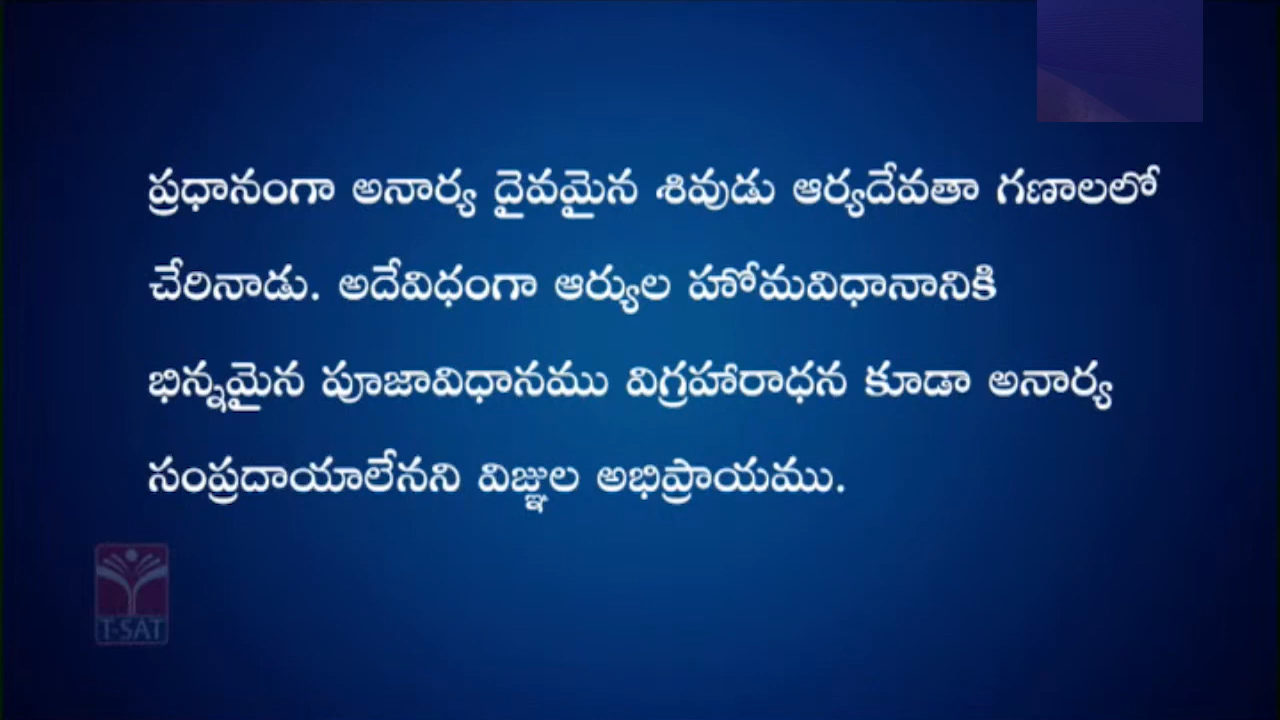 ప్రధానంగా అనార్య దైవమైన శివుడు ఆర్యదేవతా గణాలలో
చేరినాడు. అదేవిధంగా ఆర్యుల హోమవిధానానికి
భిన్నమైన పూజావిధానము విగ్రహారాధన కూడా అనార్య
సంప్రదాయాలేనని విజ్ఞుల అభిప్రాయము.
T-SAT